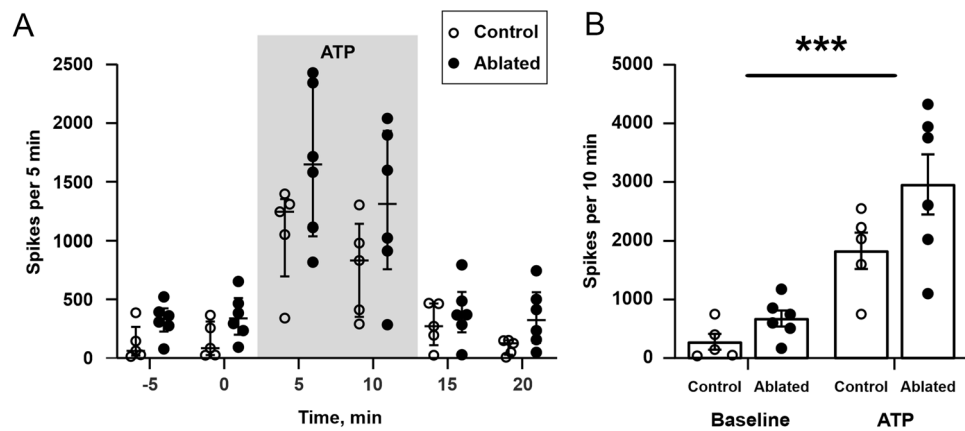 A
Control
Ablated
ATP
Spikes per 5 min
2500
2000
1500
1000
500
0
-5 0 5 10 15 20
Time, min
B
***
Spikes per 10 min
5000
4000
3000
2000
1000
0
Control Ablated Control Ablated
Baseline ATP